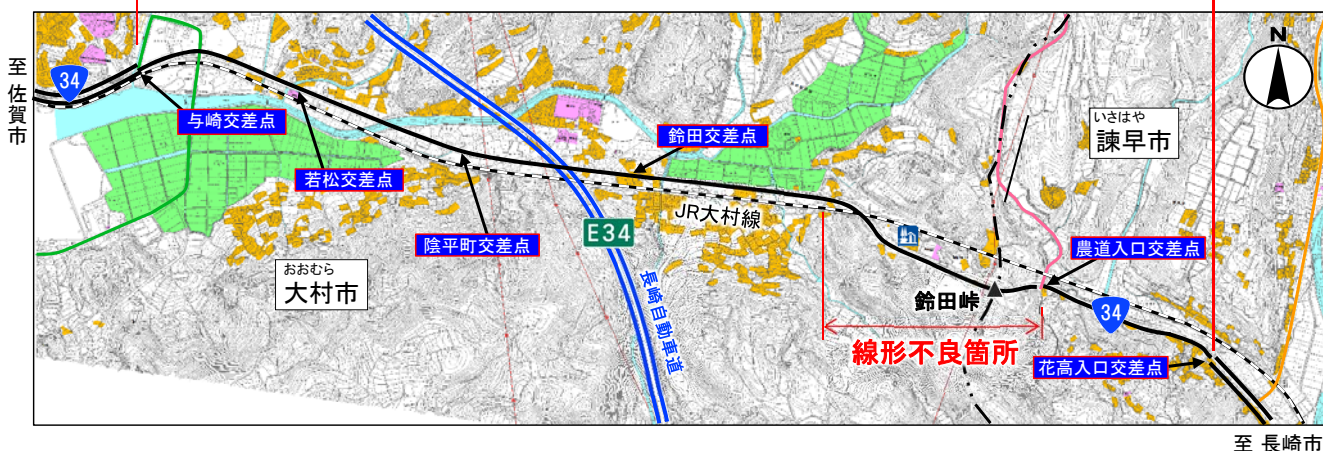 至 佐賀市
34
与崎交差点
若松交差点
陰平町交差点
おおむら
大村市
E34
長崎自動車道
鈴田交差点
JR大村線
鈴田峠
線形不良箇所
いさはや
諫早市
農道入口交差点
34
花高入口交差点
N
至 長崎市